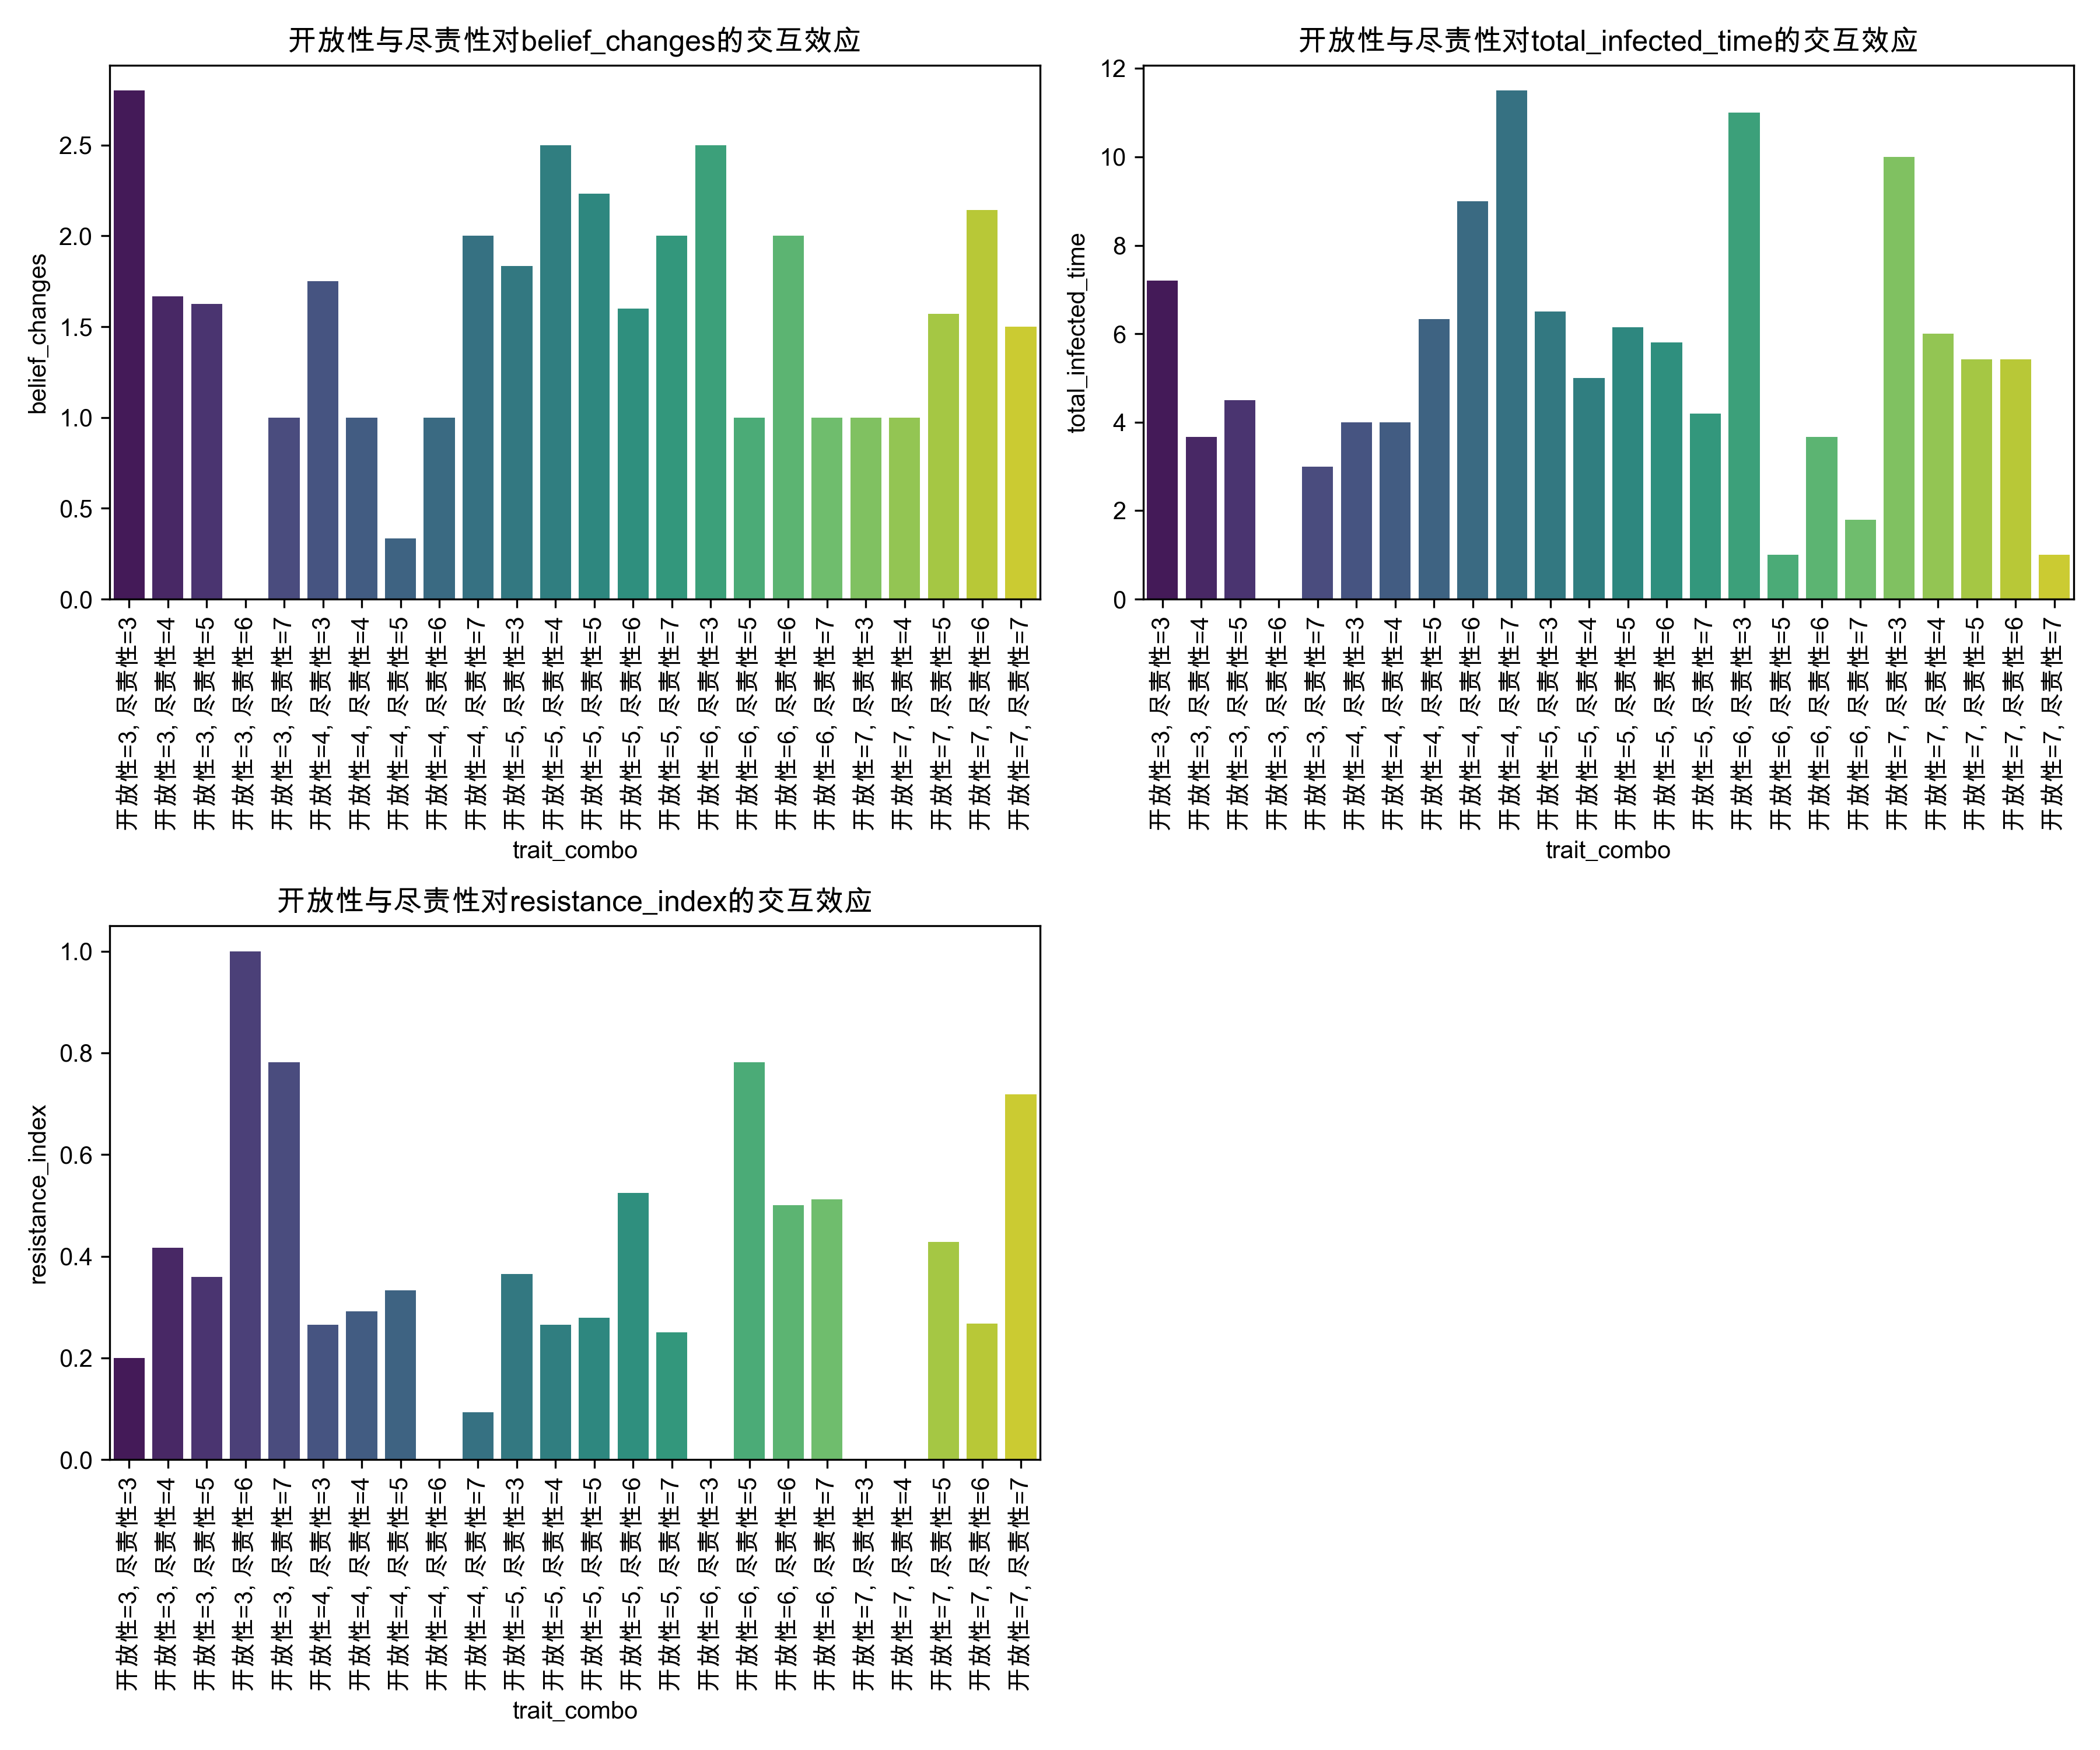 开放性与尽责性对belief_changes的交互效应
belief_changes
2.5
2.0
1.5
1.0
0.5
0.0
开放性=3, 尽责性=3
开放性=3, 尽责性=4
开放性=3, 尽责性=5
开放性=3, 尽责性=6
开放性=3, 尽责性=7
开放性=4, 尽责性=3
开放性=4, 尽责性=4
开放性=4, 尽责性=5
开放性=4, 尽责性=6
开放性=4, 尽责性=7
开放性=5, 尽责性=3
开放性=5, 尽责性=4
开放性=5, 尽责性=5
开放性=5, 尽责性=6
开放性=5, 尽责性=7
开放性=6, 尽责性=3
开放性=6, 尽责性=5
开放性=6, 尽责性=6
开放性=6, 尽责性=7
开放性=7, 尽责性=3
开放性=7, 尽责性=4
开放性=7, 尽责性=5
开放性=7, 尽责性=6
开放性=7, 尽责性=7
trait_combo
开放性与尽责性对total_infected_time的交互效应
total_infected_time
12
10
8
6
4
2
0
开放性=3, 尽责性=3
开放性=3, 尽责性=4
开放性=3, 尽责性=5
开放性=3, 尽责性=6
开放性=3, 尽责性=7
开放性=4, 尽责性=3
开放性=4, 尽责性=4
开放性=4, 尽责性=5
开放性=4, 尽责性=6
开放性=4, 尽责性=7
开放性=5, 尽责性=3
开放性=5, 尽责性=4
开放性=5, 尽责性=5
开放性=5, 尽责性=6
开放性=5, 尽责性=7
开放性=6, 尽责性=3
开放性=6, 尽责性=5
开放性=6, 尽责性=6
开放性=6, 尽责性=7
开放性=7, 尽责性=3
开放性=7, 尽责性=4
开放性=7, 尽责性=5
开放性=7, 尽责性=6
开放性=7, 尽责性=7
trait_combo
开放性与尽责性对resistance_index的交互效应
resistance_index
1.0
0.8
0.6
0.4
0.2
0.0
开放性=3, 尽责性=3
开放性=3, 尽责性=4
开放性=3, 尽责性=5
开放性=3, 尽责性=6
开放性=3, 尽责性=7
开放性=4, 尽责性=3
开放性=4, 尽责性=4
开放性=4, 尽责性=5
开放性=4, 尽责性=6
开放性=4, 尽责性=7
开放性=5, 尽责性=3
开放性=5, 尽责性=4
开放性=5, 尽责性=5
开放性=5, 尽责性=6
开放性=5, 尽责性=7
开放性=6, 尽责性=3
开放性=6, 尽责性=5
开放性=6, 尽责性=6
开放性=6, 尽责性=7
开放性=7, 尽责性=3
开放性=7, 尽责性=4
开放性=7, 尽责性=5
开放性=7, 尽责性=6
开放性=7, 尽责性=7
trait_combo